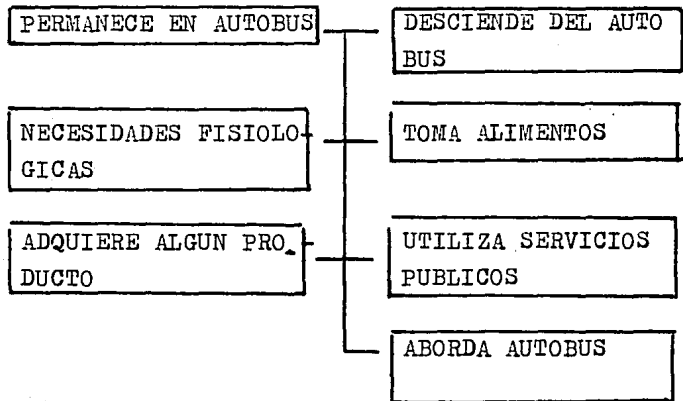 PERMANECE EN AUTOBUS
DESCIENDE DEL AUTO
BUS
NECESIDADES FISIOLO-
GICAS
TOMA ALIMENTOS
ADQUIERE ALGUN PRO-
DUCTO
UTILIZA SERVICIOS
PUBLICOS
ABORDA AUTOBUS